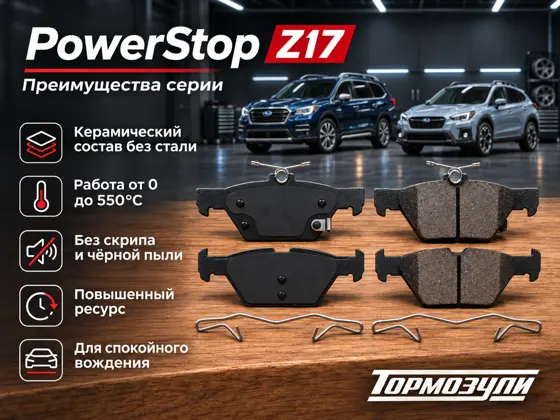 PowerStop Z17
Преимущества серии
Керамический
состав без стали
Работа от 0
до 550°C
Без скрипа
и чёрной пыли
Повышенный
ресурс
Для спокойного
вождения
ТОРМОЗУЛИ